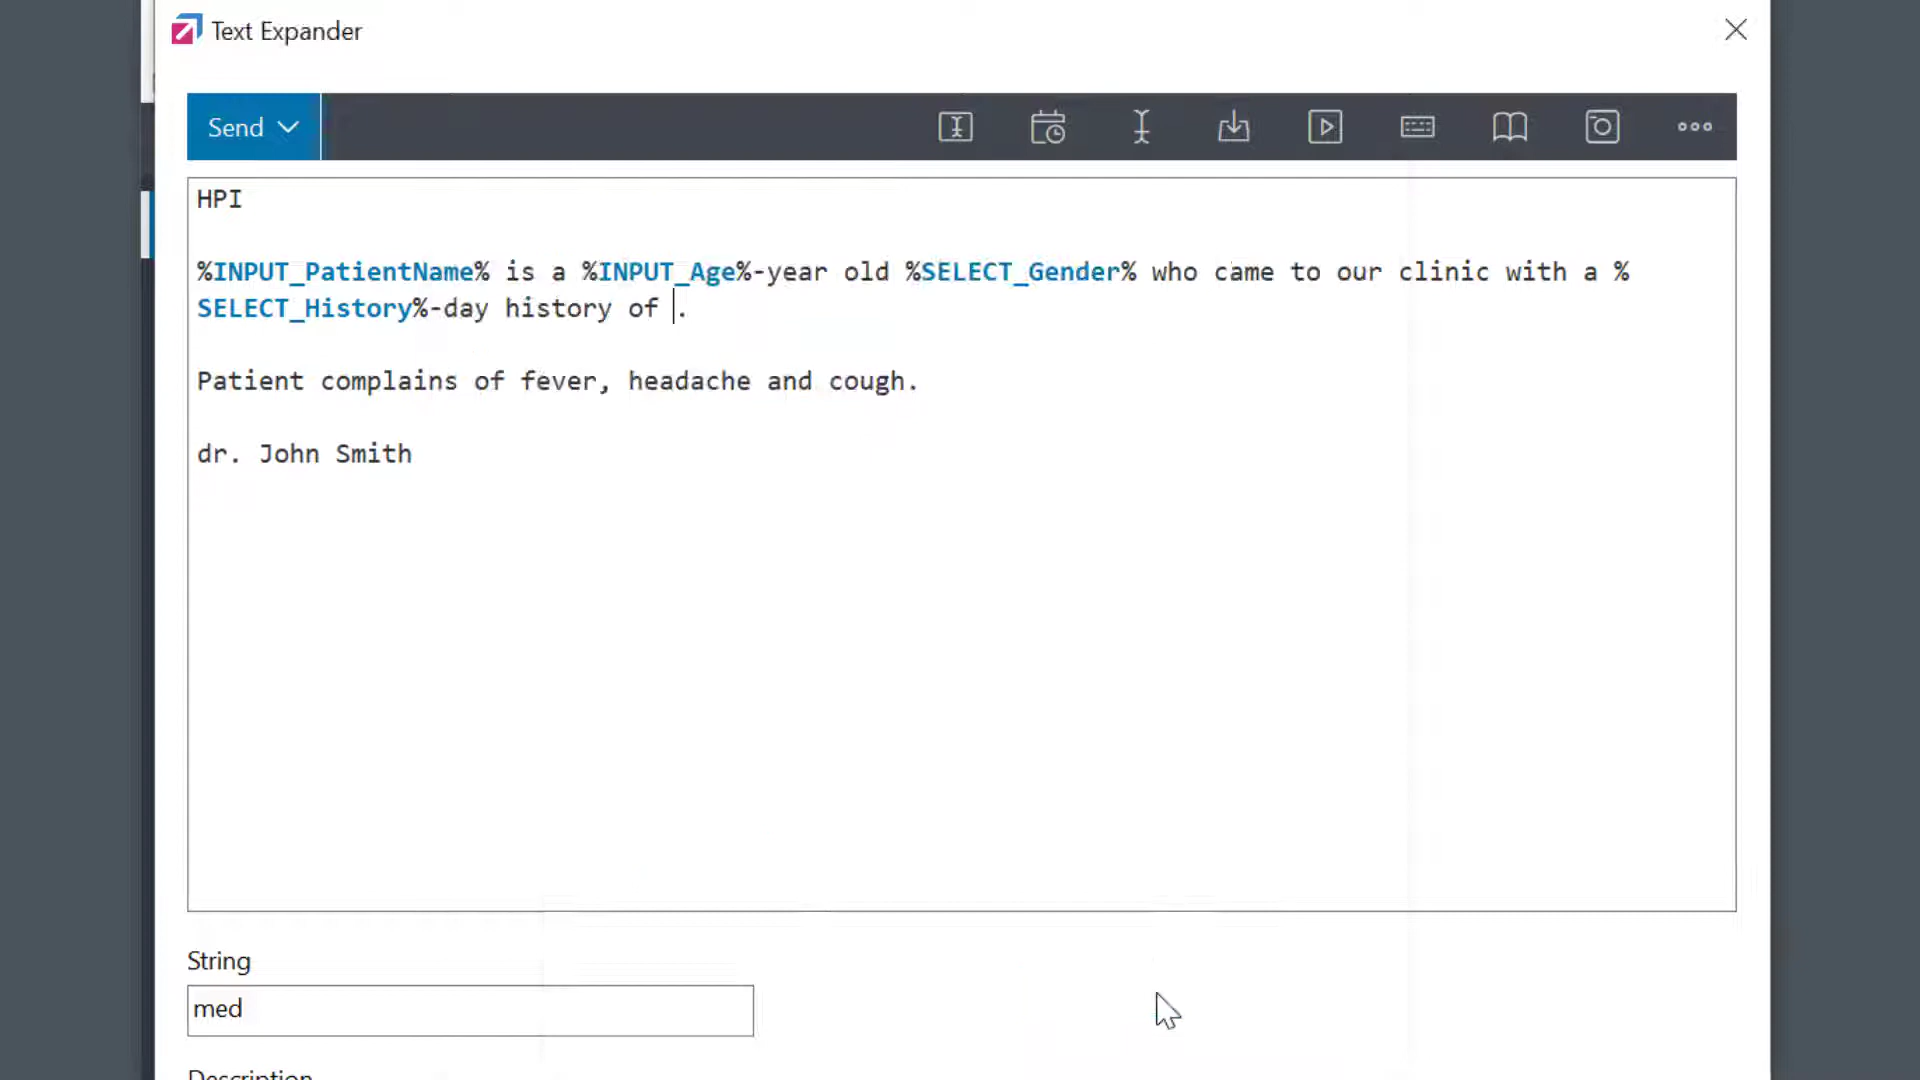 Text Expander
Send
HPI
%INPUT_PatientName% is a %INPUT_Age%-year old %SELECT_Gender% who came to our clinic with a %
SELECT_History%-day history of .
Patient complains of fever, headache and cough.
dr. John Smith
String
med
Description